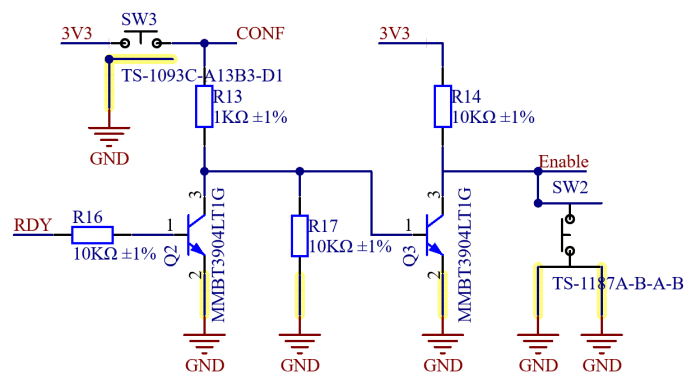 SW3
3V3
CONF
3V3
TS-1093C-A13B3-D1
R13
1KΩ ±1%
R14
10KΩ ±1%
GND
Enable
SW2
3
3
RDY
R16
1
10KΩ ±1%
Q2
2
MMBT3904LT1G
R17
10KΩ ±1%
1
Q3
2
MMBT3904LT1G
TS-1187A-B-A-B
GND
GND
GND
GND
GND